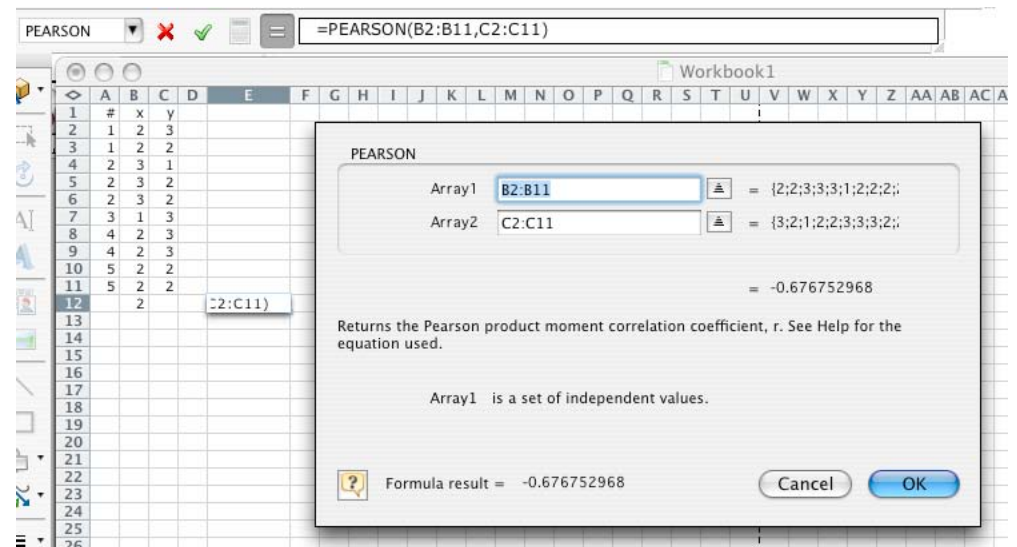 PEARSON =PEARSON(B2:B11,C2:C11)
Workbook1
A B C D E F G H I J K L M N O P Q R S T U V W X Y Z AA AB AC A
1 # x y
2 1 2 3
3 1 2 2
4 2 3 1
5 2 3 2
6 2 3 2
7 3 1 3
8 4 2 3
9 4 2 3
10 5 2 2
11 5 2 2
12 2 C2:C11)
13
14
15
16
17
18
19
20
21
22
23
24
25
26
PEARSON
Array1 B2:B11 = {2;2;3;3;3;1;2;2;2;
Array2 C2:C11 = {3;2;1;2;2;3;3;3;2;
= -0.676752968
Returns the Pearson product moment correlation coefficient, r. See Help for the
equation used.
Array1 is a set of independent values.
? Formula result = -0.676752968
Cancel OK